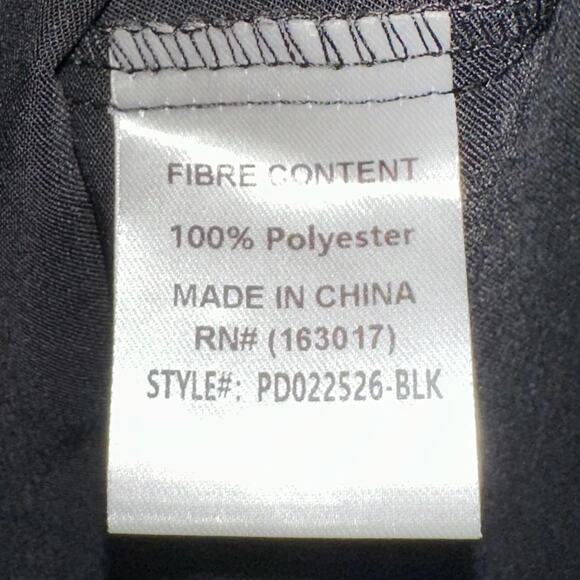 FIBRE CONTENT
100% Polyester
MADE IN CHINA
RN# (163017)
STYLE#: PD022526-BLK